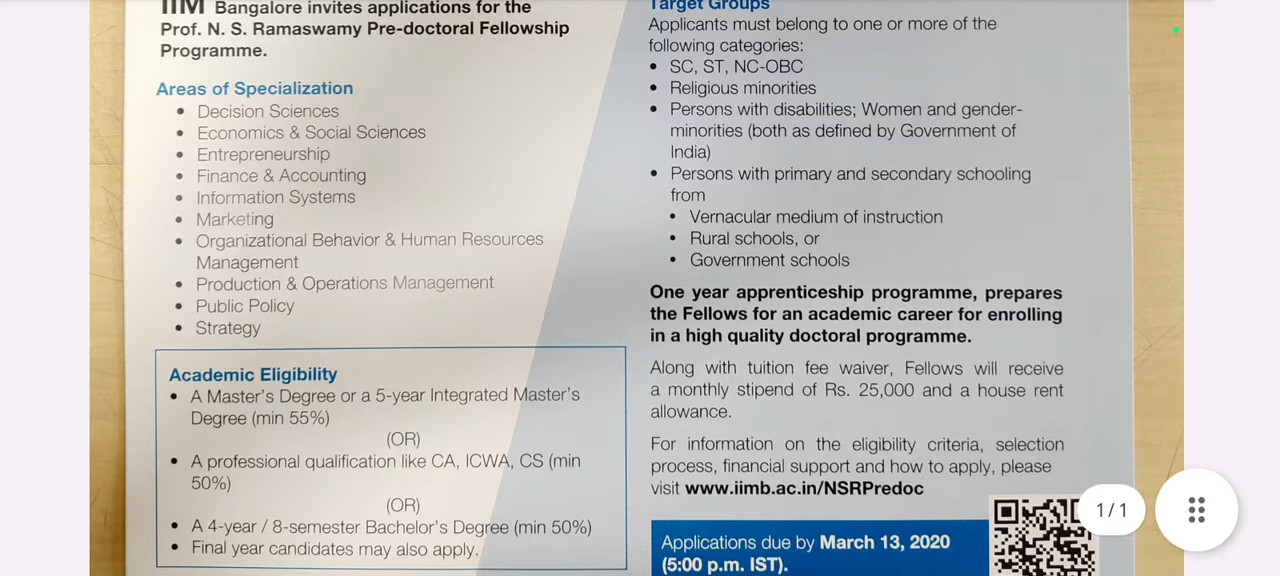 IIM Bangalore invites applications for the
Prof. N. S. Ramaswamy Pre-doctoral Fellowship
Programme.
Areas of Specialization
• Decision Sciences
• Economics & Social Sciences
• Entrepreneurship
• Finance & Accounting
• Information Systems
• Marketing
• Organizational Behavior & Human Resources
Management
• Production & Operations Management
• Public Policy
• Strategy
Academic Eligibility
• A Master's Degree or a 5-year Integrated Master's
Degree (min 55%)
(OR)
• A professional qualification like CA, ICWA, CS (min
50%)
(OR)
• A 4-year / 8-semester Bachelor's Degree (min 50%)
• Final year candidates may also apply.
Target Groups
Applicants must belong to one or more of the
following categories:
• SC, ST, NC-OBC
• Religious minorities
• Persons with disabilities; Women and gender-
minorities (both as defined by Government of
India)
• Persons with primary and secondary schooling
from
• Vernacular medium of instruction
• Rural schools, or
• Government schools
One year apprenticeship programme, prepares
the Fellows for an academic career for enrolling
in a high quality doctoral programme.
Along with tuition fee waiver, Fellows will receive
a monthly stipend of Rs. 25,000 and a house rent
allowance.
For information on the eligibility criteria, selection
process, financial support and how to apply, please
visit www.iimb.ac.in/NSRPredoc
Applications due by March 13, 2020
(5:00 p.m. IST).
1/1